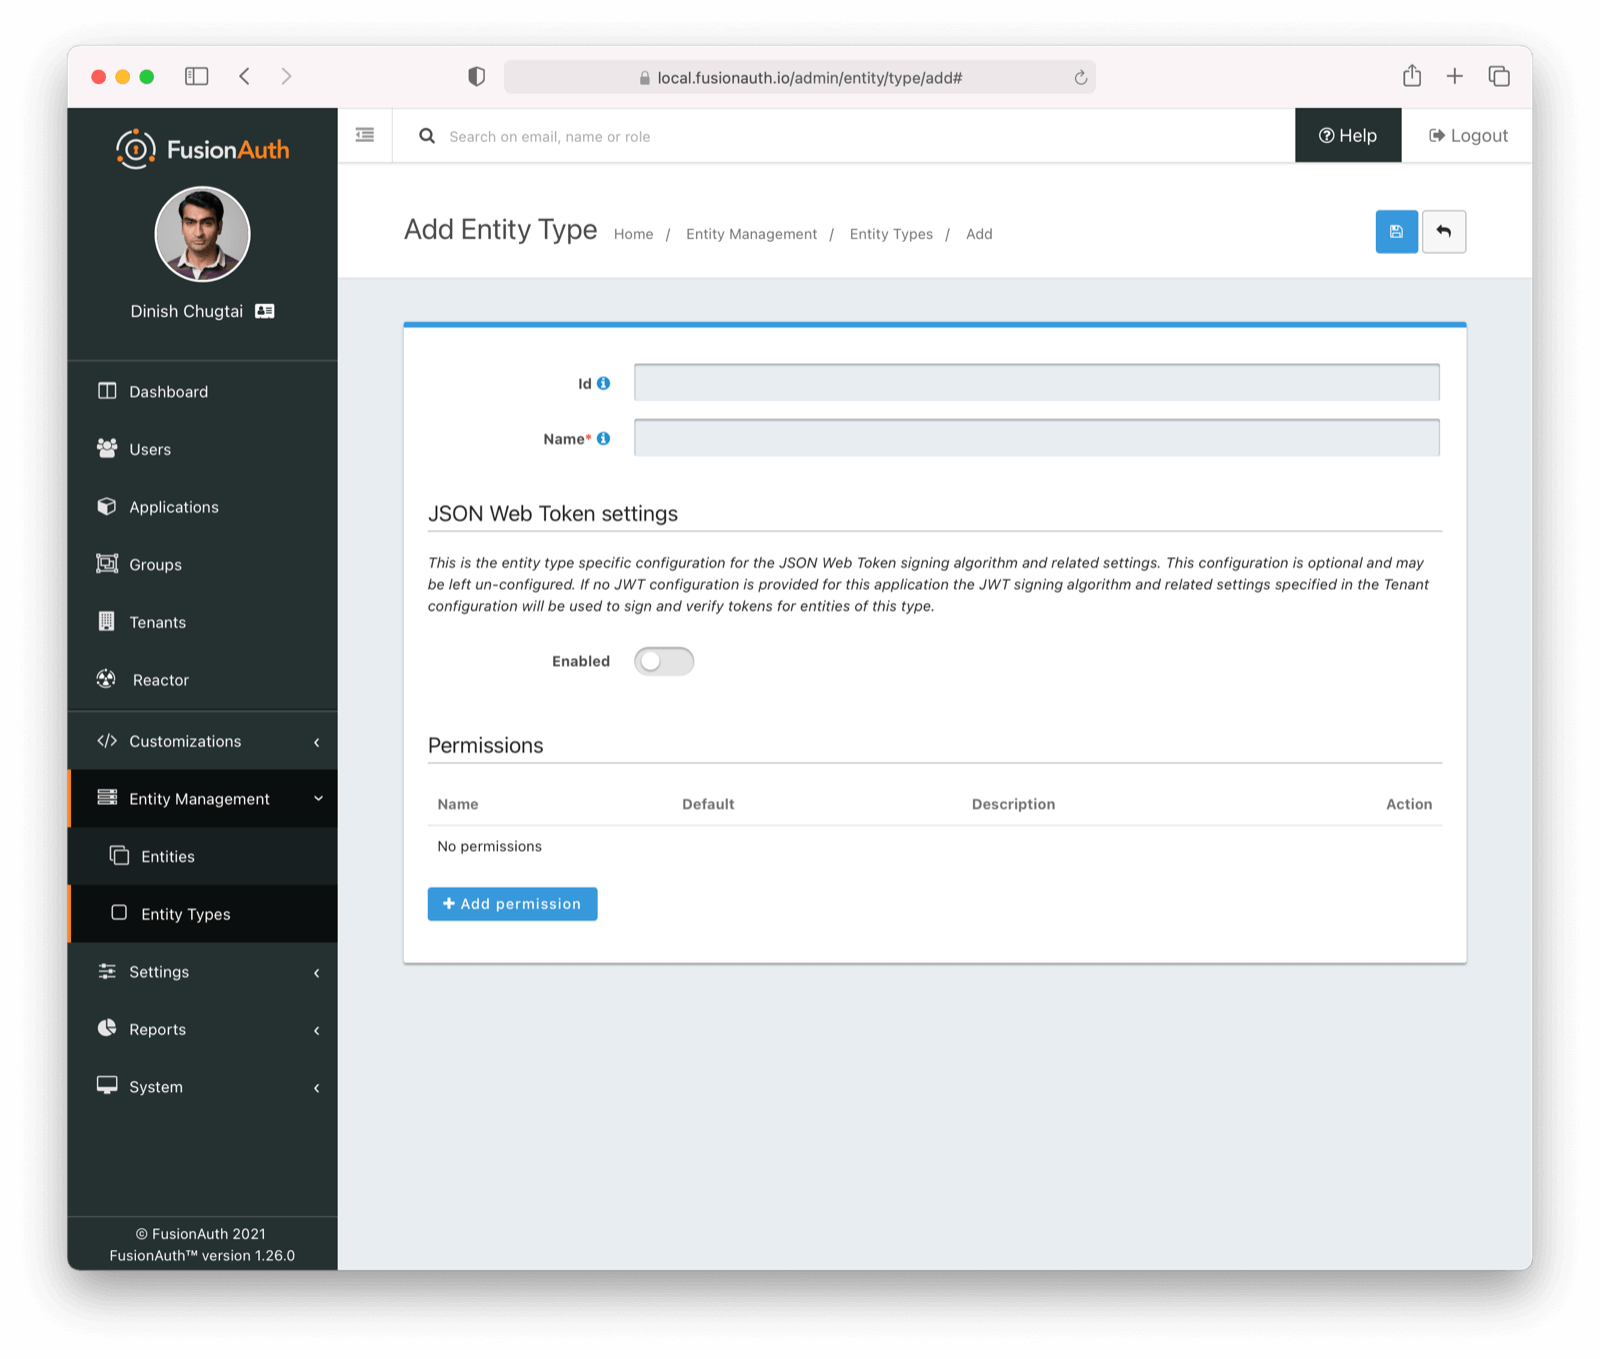 local.fusionauth.io/admin/entity/type/add#
FusionAuth
Dinish Chugtai
Dashboard
Users
Applications
Groups
Tenants
Reactor
Customizations
Entity Management
Entities
Entity Types
Settings
Reports
System
© FusionAuth 2021
FusionAuth™ version 1.26.0
Search on email, name or role
Help
Logout
Add Entity Type Home / Entity Management / Entity Types / Add
Id
Name*
JSON Web Token settings
This is the entity type specific configuration for the JSON Web Token signing algorithm and related settings. This configuration is optional and may
be left un-configured. If no JWT configuration is provided for this application the JWT signing algorithm and related settings specified in the Tenant
configuration will be used to sign and verify tokens for entities of this type.
Enabled
Permissions
Name Default Description Action
No permissions
+ Add permission